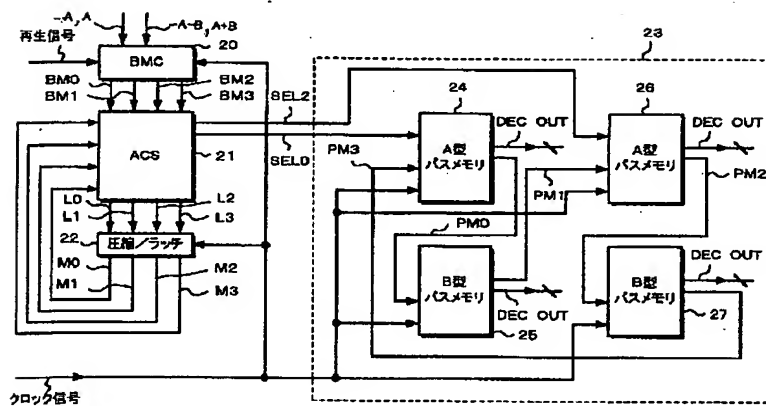 -A, A
-A-B, A+B
再生信号
20
BMC
BM0
BM1
BM2
BM3
SEL2
SEL0
ACS
21
L0
L1
L2
L3
22
圧縮/ラッチ
M0
M1
M2
M3
クロック信号
23
24
A型
パスメモリ
DEC OUT
PM3
PM0
PM1
B型
パスメモリ
DEC OUT
25
26
A型
パスメモリ
DEC OUT
PM2
B型
パスメモリ
DEC OUT
27